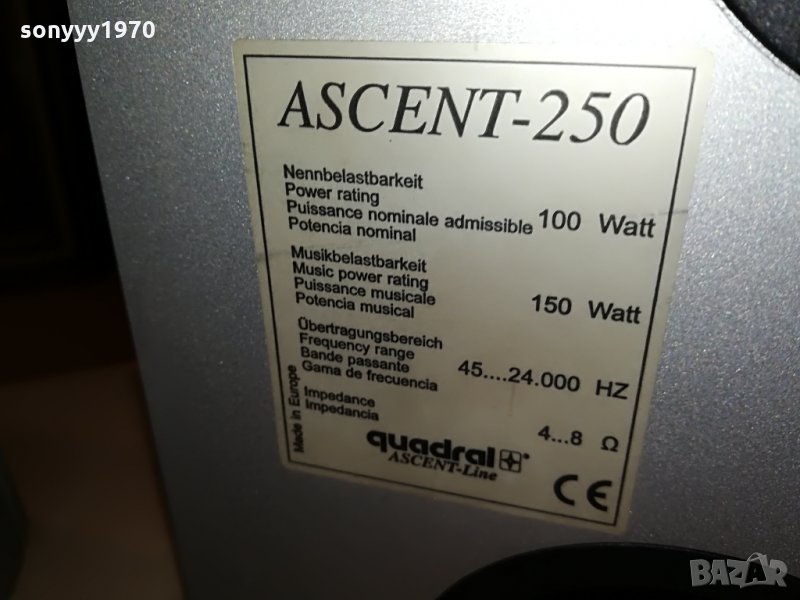 sonyyy1970
ASCENT-250
Nennbelastbarkeit
Power rating
Puissance nominale admissible 100 Watt
Potencia nominal
Musikbelastbarkeit
Music power rating
Puissance musicale 150 Watt
Potencia musical
Übertragungsbereich
Frequency range
Bande passante 45....24.000 HZ
Gama de frecuencia
Impedance
Impedancia 4...8 Ω
Made in Europe
quadral
ASCENT-Line
CE
BAZAR